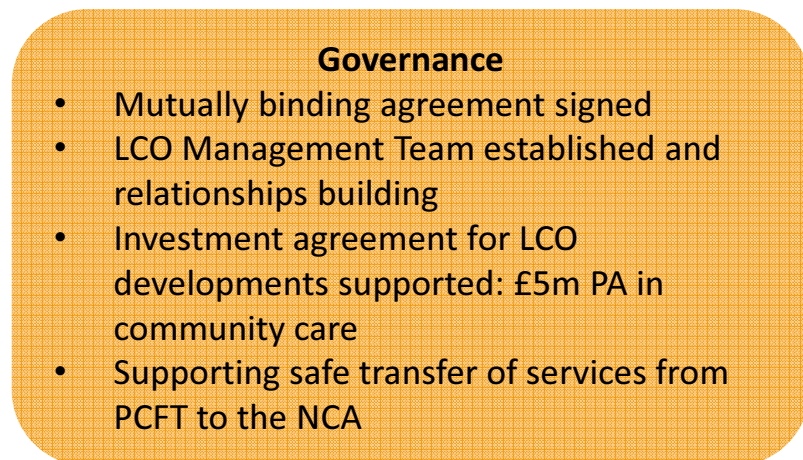 Governance
• Mutually binding agreement signed
• LCO Management Team established and
relationships building
• Investment agreement for LCO
developments supported: £5m PA in
community care
• Supporting safe transfer of services from
PCFT to the NCA